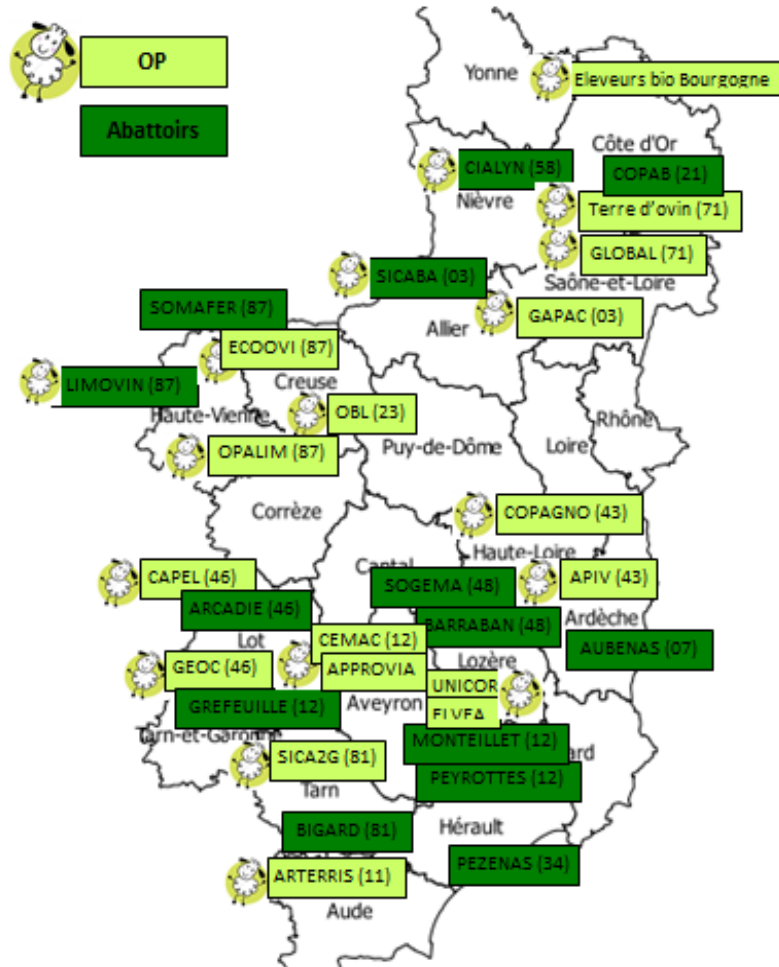 OP
Abattoirs
Yonne
Eleveurs bio Bourgogne
Côte d'Or
CIALYN (58)
COPAB (21)
Nièvre
Terre d'ovin (71)
GLOBAL (71)
SICABA (03)
Saône-et-Loire
SOMAFER (87)
Allier
GAPAC (03)
ECOOVI (87)
LIMOVIN (87)
Creuse
Haute-Vienne
OBL (23)
Rhône
Puy-de-Dôme
Loire
OPALIM (87)
Corrèze
COPAGNO (43)
Haute-Loire
Cantal
CAPEL (46)
SOGEMA (48)
APIV (43)
ARCADIE (46)
BARRABAN (48)
Ardèche
Lot
CEMAC (12)
AUBENAS (07)
GEOC (46)
APPROVIA
Lozère
UNICOR
GREFEUILLE (12)
Aveyron
ELVEA
Tarn-et-Garonne
MONTEILLET (12)
ard
SICA2G (81)
PEYROTTES (12)
Tarn
BIGARD (81)
Hérault
PEZENAS (34)
ARTERRIS (11)
Aude